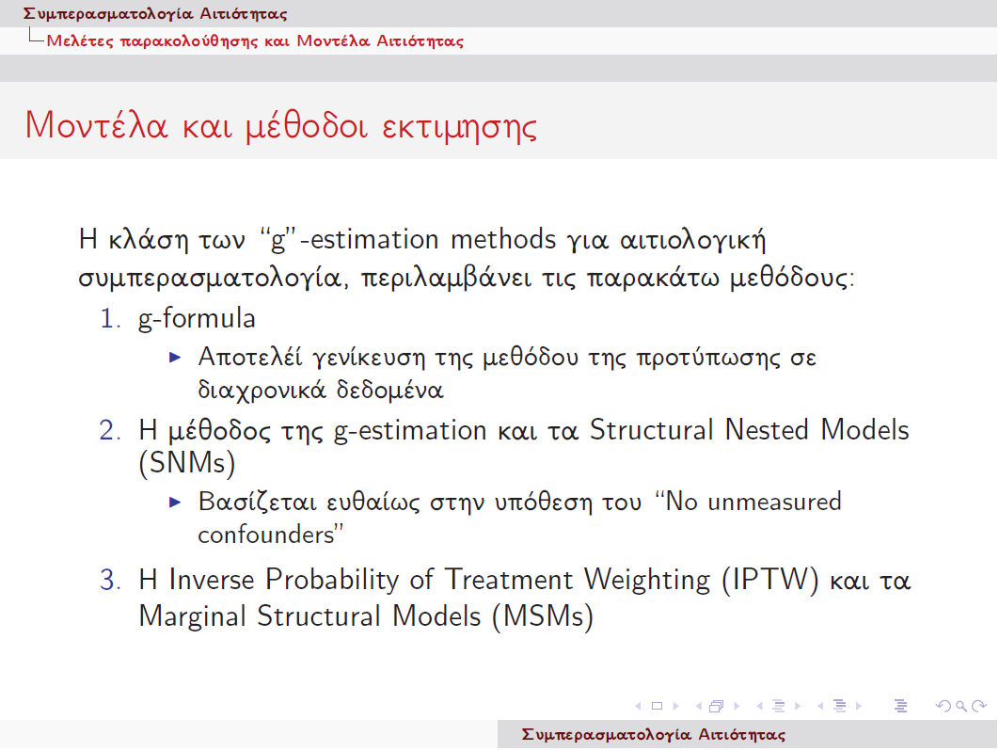 Συμπερασματολογία Αιτιότητας
Μελέτες παρακολούθησης και Μοντέλα Αιτιότητας
Μοντέλα και μέθοδοι εκτιμησης
Η κλάση των “g”-estimation methods για αιτιολογική
συμπερασματολογία, περιλαμβάνει τις παρακάτω μεθόδους:
1. g-formula
▶ Αποτελέί γενίκευση της μεθόδου της προτύπωσης σε
διαχρονικά δεδομένα
2. Η μέθοδος της g-estimation και τα Structural Nested Models
(SNMs)
▶ Βασίζεται ευθαίως στην υπόθεση του “No unmeasured
confounders”
3. Η Inverse Probability of Treatment Weighting (IPTW) και τα
Marginal Structural Models (MSMs)
Συμπερασματολογία Αιτιότητας